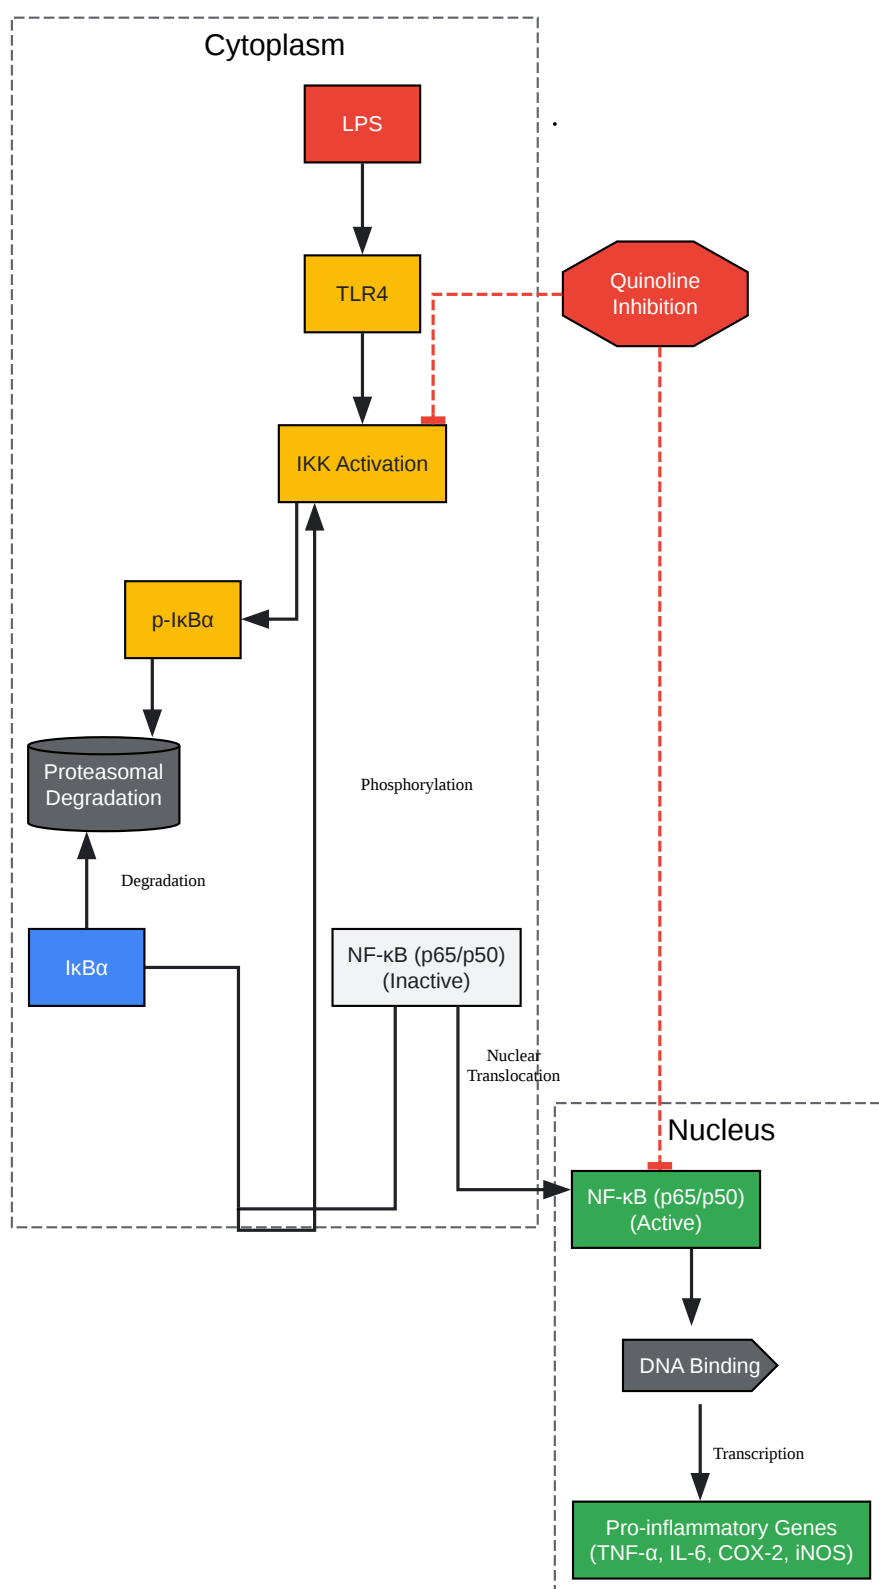 Cytoplasm
LPS
.
TLR4
Quinoline
Inhibition
IKK Activation
p-IκBα
Proteasomal
Degradation
Phosphorylation
Degradation
IκBα
NF-κB (p65/p50)
(Inactive)
Nuclear
Translocation
Nucleus
NF-κB (p65/p50)
(Active)
DNA Binding
Transcription
Pro-inflammatory Genes
(TNF-α, IL-6, COX-2, iNOS)